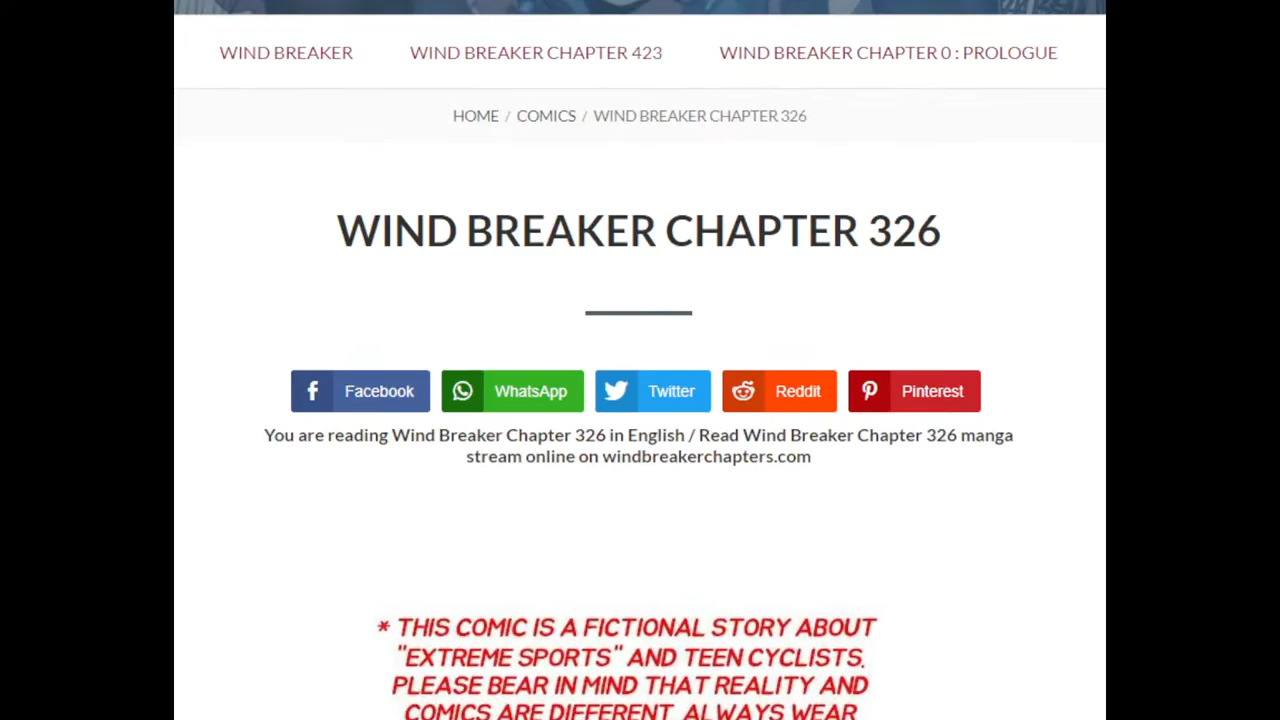 WIND BREAKER WIND BREAKER CHAPTER 423 WIND BREAKER CHAPTER 0 : PROLOGUE
HOME / COMICS / WIND BREAKER CHAPTER 326
WIND BREAKER CHAPTER 326
Facebook WhatsApp Twitter Reddit Pinterest
You are reading Wind Breaker Chapter 326 in English / Read Wind Breaker Chapter 326 manga
stream online on windbreakerchapters.com
* THIS COMIC IS A FICTIONAL STORY ABOUT
"EXTREME SPORTS" AND TEEN CYCLISTS.
PLEASE BEAR IN MIND THAT REALITY AND
COMICS ARE DIFFERENT. ALWAYS WEAR